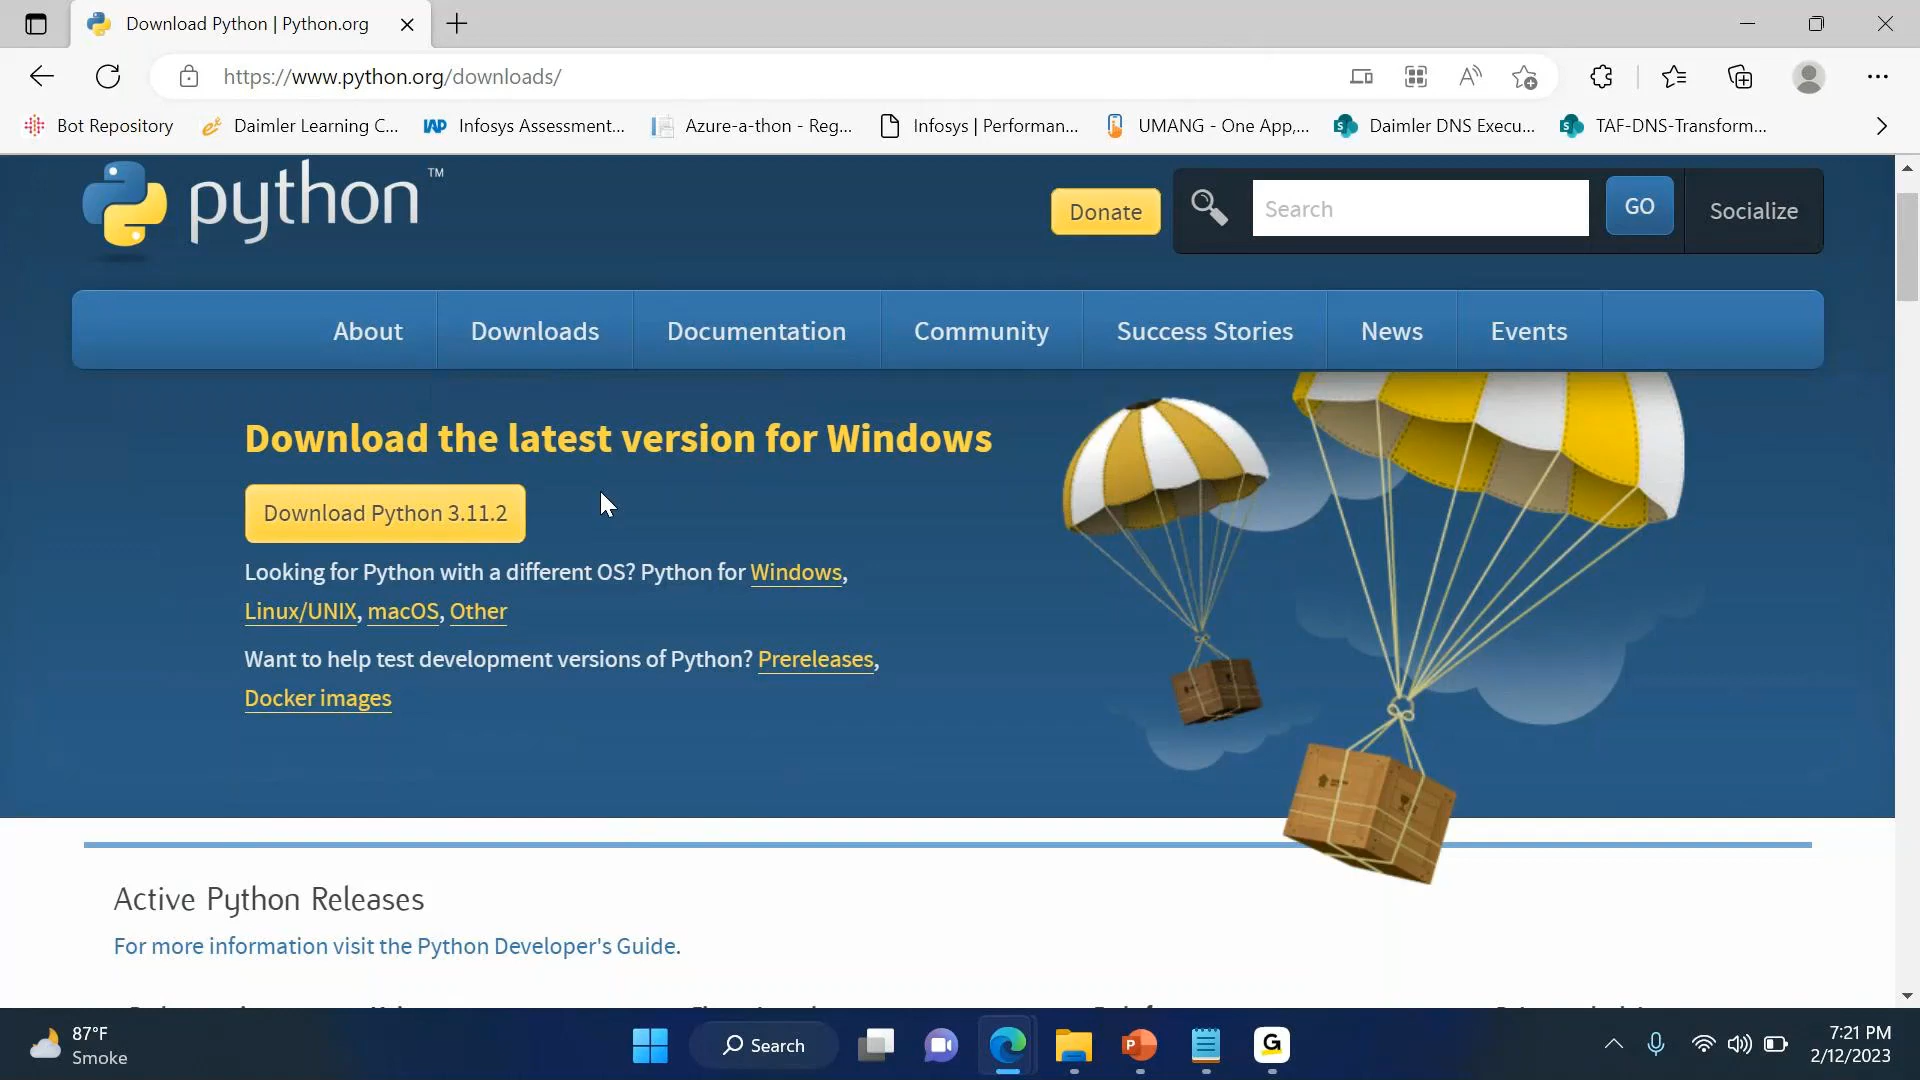 Download Python | Python.org
https://www.python.org/downloads/
Bot Repository
Daimler Learning C...
Infosys Assessment...
Azure-a-thon - Reg...
Infosys | Performan...
UMANG - One App,...
Daimler DNS Execu...
TAF-DNS-Transform...
python™
Donate
Search
GO
Socialize
About
Downloads
Documentation
Community
Success Stories
News
Events
Download the latest version for Windows
Download Python 3.11.2
Looking for Python with a different OS? Python for Windows,
Linux/UNIX, macOS, Other
Want to help test development versions of Python? Prereleases,
Docker images
Active Python Releases
For more information visit the Python Developer's Guide.
87°F
Smoke
Search
7:21 PM
2/12/2023